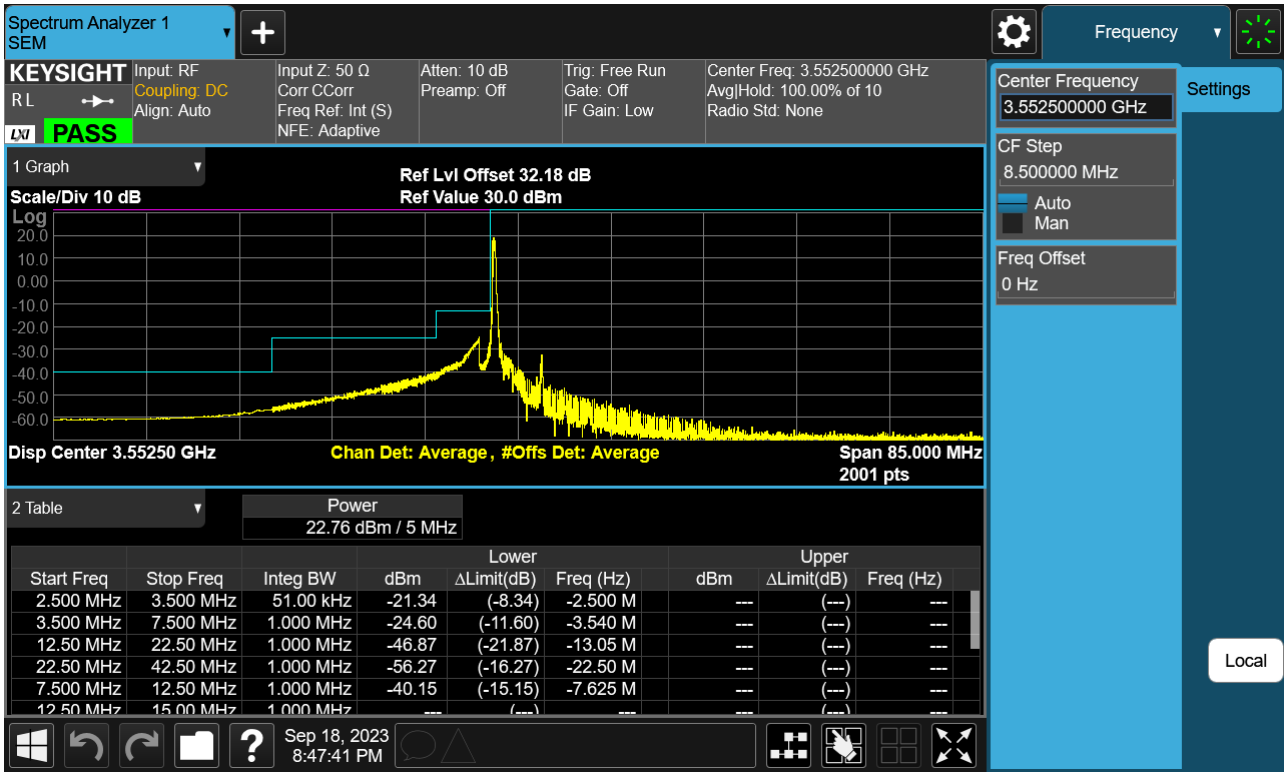 Spectrum Analyzer 1
SEM
+
Frequency
KEYSIGHT
R L
LXI
PASS
Input: RF
Coupling: DC
Align: Auto
Input Z: 50 Ω
Corr CCorr
Freq Ref: Int (S)
NFE: Adaptive
Atten: 10 dB
Preamp: Off
Trig: Free Run
Gate: Off
IF Gain: Low
Center Freq: 3.552500000 GHz
Avg|Hold: 100.00% of 10
Radio Std: None
Center Frequency
3.552500000 GHz
Settings
CF Step
8.500000 MHz
Auto
Man
Freq Offset
0 Hz
1 Graph
Ref Lvl Offset 32.18 dB
Scale/Div 10 dB
Ref Value 30.0 dBm
Log
20.0
10.0
0.00
-10.0
-20.0
-30.0
-40.0
-50.0
-60.0
Disp Center 3.55250 GHz
Chan Det: Average , #Offs Det: Average
Span 85.000 MHz
2001 pts
2 Table
Power
22.76 dBm / 5 MHz
Lower Upper
Start Freq Stop Freq Integ BW dBm ΔLimit(dB) Freq (Hz) dBm ΔLimit(dB) Freq (Hz)
2.500 MHz 3.500 MHz 51.00 kHz -21.34 (-8.34) -2.500 M --- (---) ---
3.500 MHz 7.500 MHz 1.000 MHz -24.60 (-11.60) -3.540 M --- (---) ---
12.50 MHz 22.50 MHz 1.000 MHz -46.87 (-21.87) -13.05 M --- (---) ---
22.50 MHz 42.50 MHz 1.000 MHz -56.27 (-16.27) -22.50 M --- (---) ---
7.500 MHz 12.50 MHz 1.000 MHz -40.15 (-15.15) -7.625 M --- (---) ---
12.50 MHz 15.00 MHz 1.000 MHz --- (---) --- --- (---) ---
Local
?
Sep 18, 2023
8:47:41 PM